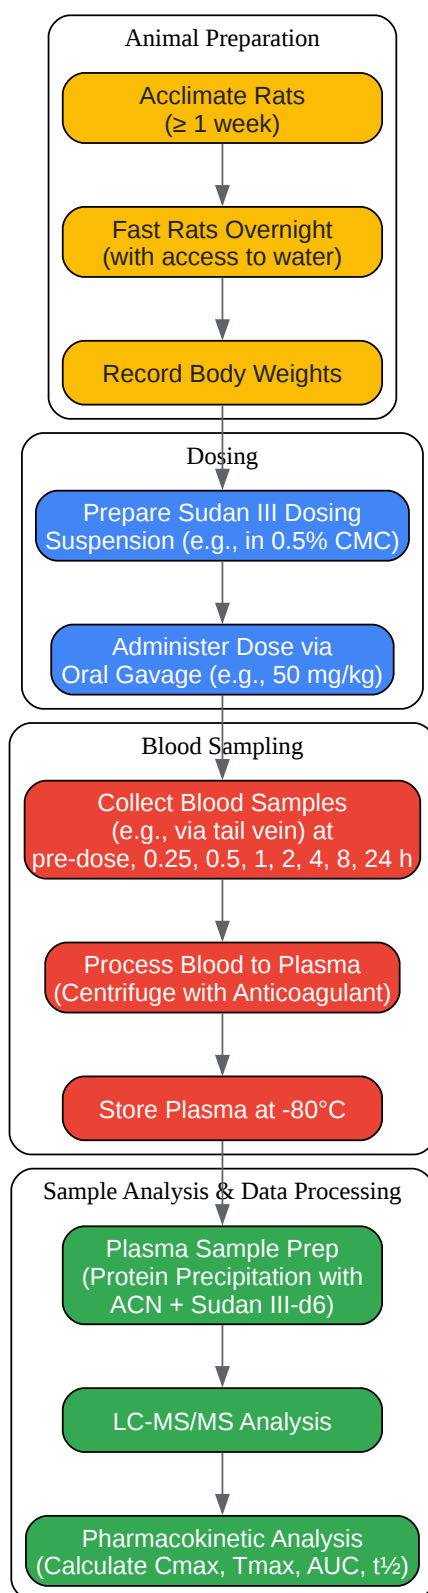 Animal Preparation
Acclimate Rats
(≥ 1 week)
Fast Rats Overnight
(with access to water)
Record Body Weights
Dosing
Prepare Sudan III Dosing
Suspension (e.g., in 0.5% CMC)
Administer Dose via
Oral Gavage (e.g., 50 mg/kg)
Blood Sampling
Collect Blood Samples
(e.g., via tail vein) at
pre-dose, 0.25, 0.5, 1, 2, 4, 8, 24 h
Process Blood to Plasma
(Centrifuge with Anticoagulant)
Store Plasma at -80°C
Sample Analysis & Data Processing
Plasma Sample Prep
(Protein Precipitation with
ACN + Sudan III-d6)
LC-MS/MS Analysis
Pharmacokinetic Analysis
(Calculate Cmax, Tmax, AUC, t½)